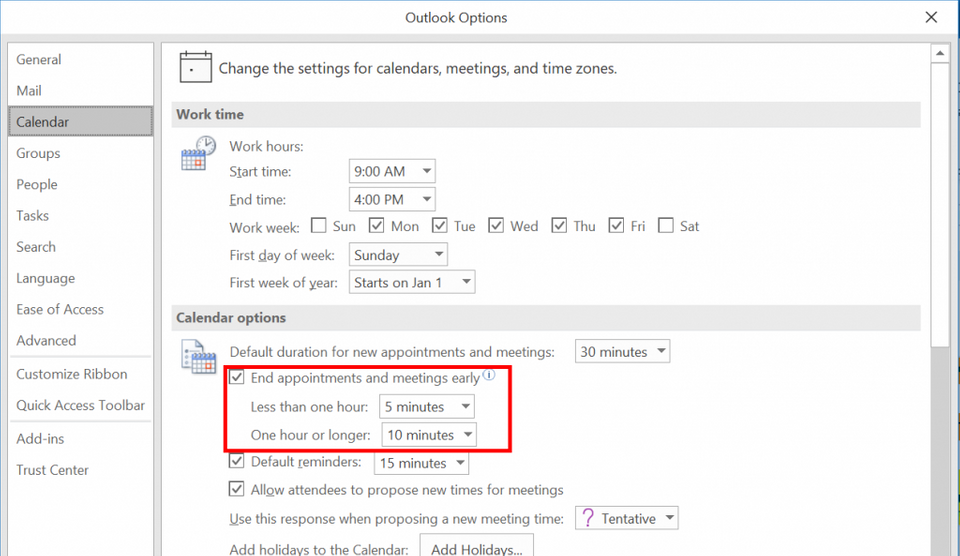 Outlook Options
General
Mail
Calendar
Groups
People
Tasks
Search
Language
Ease of Access
Advanced
Customize Ribbon
Quick Access Toolbar
Add-ins
Trust Center
Change the settings for calendars, meetings, and time zones.
Work time
Work hours:
Start time: 9:00 AM
End time: 4:00 PM
Work week: Sun Mon Tue Wed Thu Fri Sat
First day of week: Sunday
First week of year: Starts on Jan 1
Calendar options
Default duration for new appointments and meetings: 30 minutes
End appointments and meetings early
Less than one hour: 5 minutes
One hour or longer: 10 minutes
Default reminders: 15 minutes
Allow attendees to propose new times for meetings
Use this response when proposing a new meeting time: ? Tentative
Add holidays to the Calendar: Add Holidays...